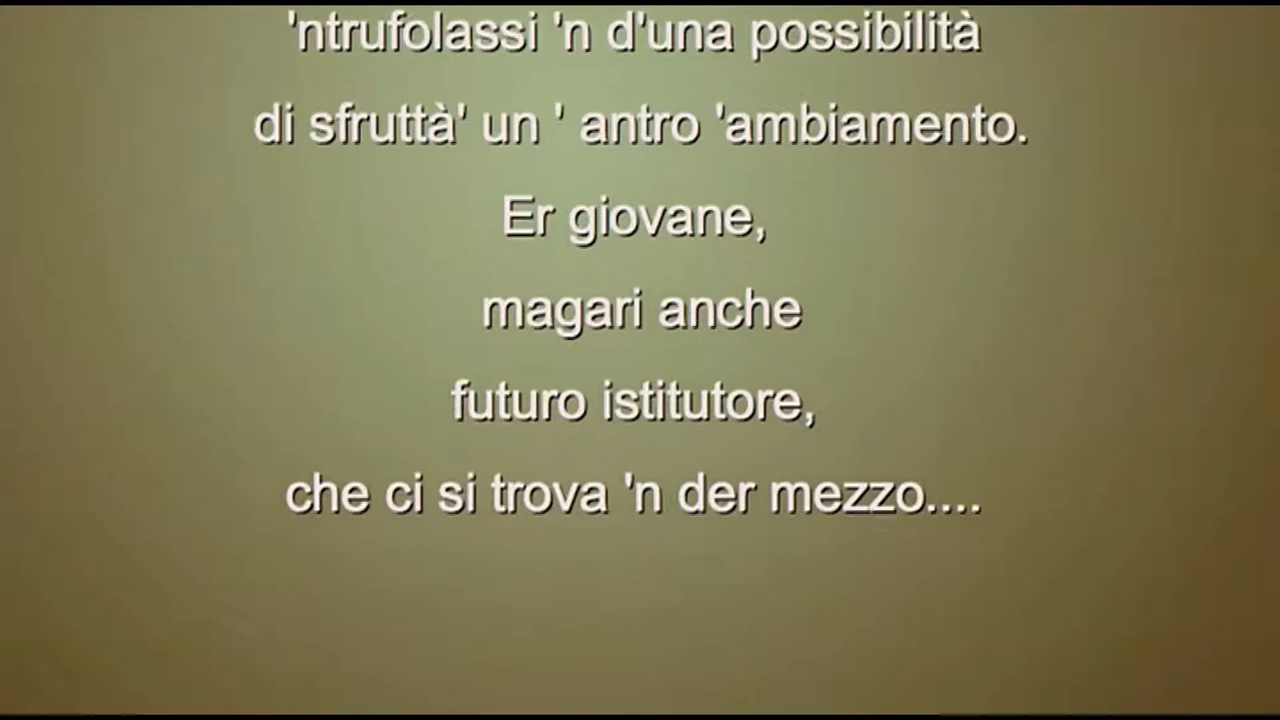 'ntrufolassi 'n d'una possibilità
di sfruttà' un ' antro 'ambiamento.
Er giovane,
magari anche
futuro istitutore,
che ci si trova 'n der mezzo....